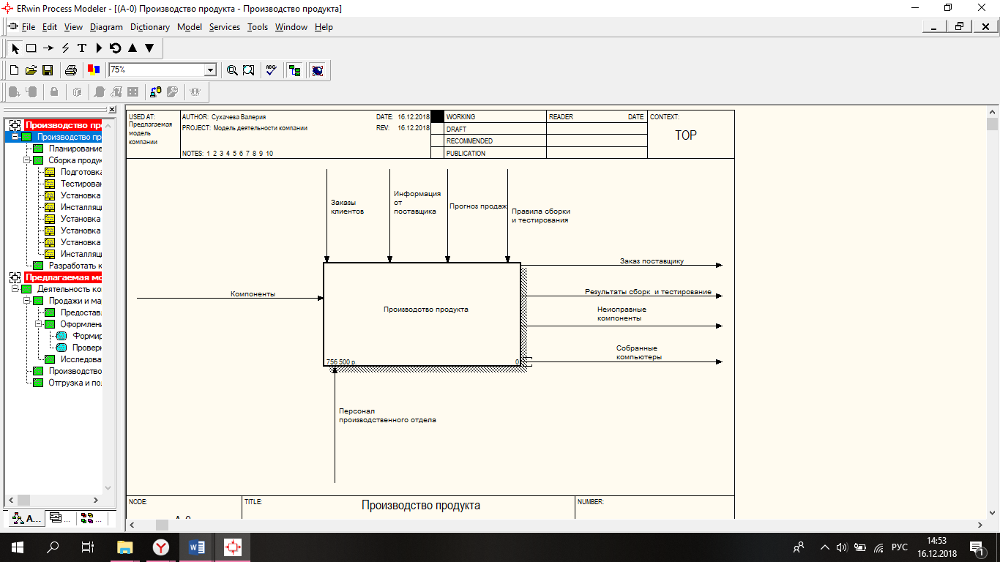 ERwin Process Modeler - [(A-0) Производство продукта - Производство продукта]
File Edit View Diagram Dictionary Model Services Tools Window Help
75%
Производство пр
Производство пр
Планирование
Сборка продук
Подготовка
Тестирован
Установка
Инсталляц
Установка
Установка
Установка
Инсталляц
Разработать к
Предлагаемая мо
Деятельность ко
Продажи и ма
Предостав
Оформлени
Формир
Проверк
Исследова
Производство
Отгрузка и по
A...
...
...
USED AT:
Предлагаемая
модель
компании
AUTHOR: Сухачева Валерия
PROJECT: Модель деятельности компании
NOTES: 1 2 3 4 5 6 7 8 9 10
DATE: 16.12.2018
REV: 16.12.2018
WORKING
DRAFT
RECOMMENDED
PUBLICATION
READER DATE
CONTEXT:
TOP
Заказы
клиентов
Информация
от
поставщика
Прогноз продаж
Правила сборки
и тестирования
Компоненты
Производство продукта
756 500 р. 0
Заказ поставщику
Результаты сборк и тестирование
Неисправные
компоненты
Собранные
компьютеры
Персонал
производственного отдела
NODE:
A-0
TITLE:
Производство продукта
NUMBER:
РУС
14:53
16.12.2018
1